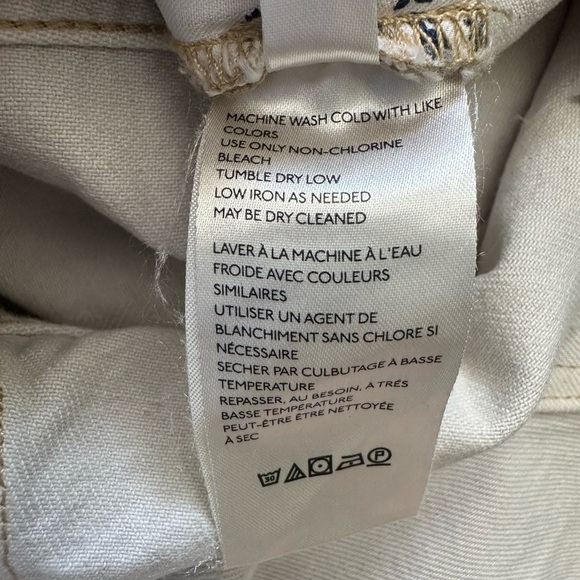 MACHINE WASH COLD WITH LIKE
COLORS
USE ONLY NON-CHLORINE
BLEACH
TUMBLE DRY LOW
LOW IRON AS NEEDED
MAY BE DRY CLEANED
LAVER À LA MACHINE À L'EAU
FROIDE AVEC COULEURS
SIMILAIRES
UTILISER UN AGENT DE
BLANCHIMENT SANS CHLORE SI
NÉCESSAIRE
SECHER PAR CULBUTAGE À BASSE
TEMPERATURE
REPASSER, AU BESOIN, À TRÉS
BASSE TEMPÉRATURE
PEUT-ÊTRE ÊTRE NETTOYÉE
À SEC
30 P